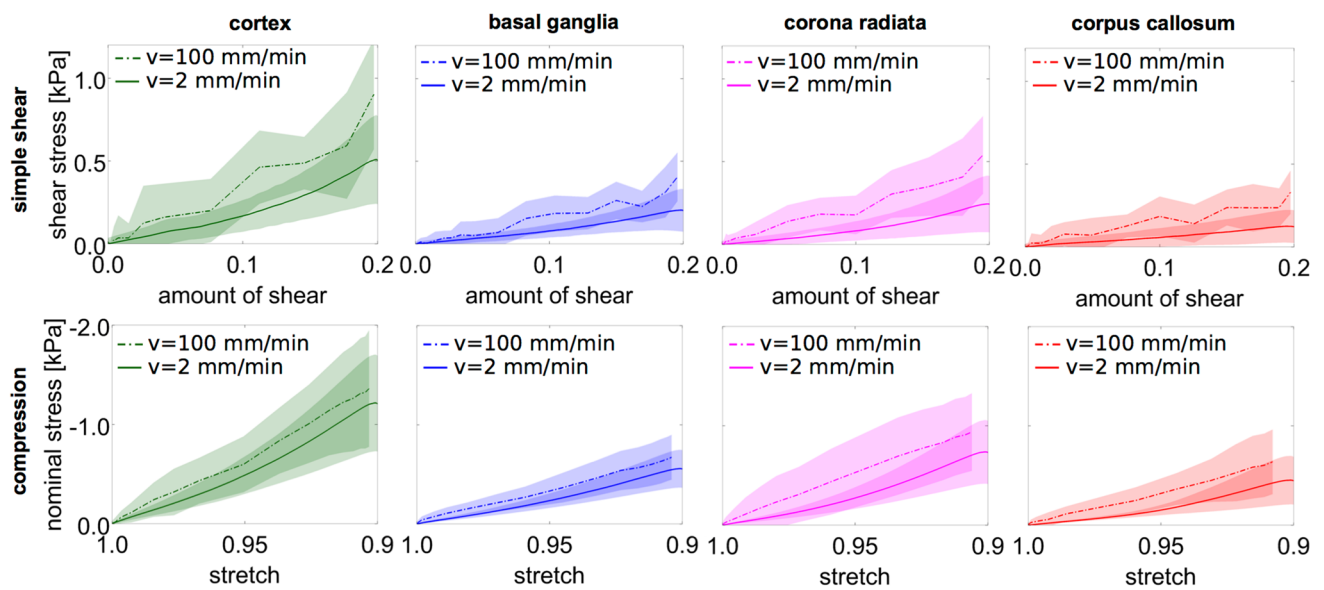 cortex
basal ganglia
corona radiata
corpus callosum
simple shear
shear stress [kPa]
1.0
0.5
0.0
v=100 mm/min
v=2 mm/min
0.0 0.1 0.2
amount of shear
v=100 mm/min
v=2 mm/min
0.0 0.1 0.2
amount of shear
v=100 mm/min
v=2 mm/min
0.0 0.1 0.2
amount of shear
v=100 mm/min
v=2 mm/min
0.0 0.1 0.2
amount of shear
compression
nominal stress [kPa]
-2.0
-1.0
0.0
v=100 mm/min
v=2 mm/min
1.0 0.95 0.9
stretch
v=100 mm/min
v=2 mm/min
1.0 0.95 0.9
stretch
v=100 mm/min
v=2 mm/min
1.0 0.95 0.9
stretch
v=100 mm/min
v=2 mm/min
1.0 0.95 0.9
stretch